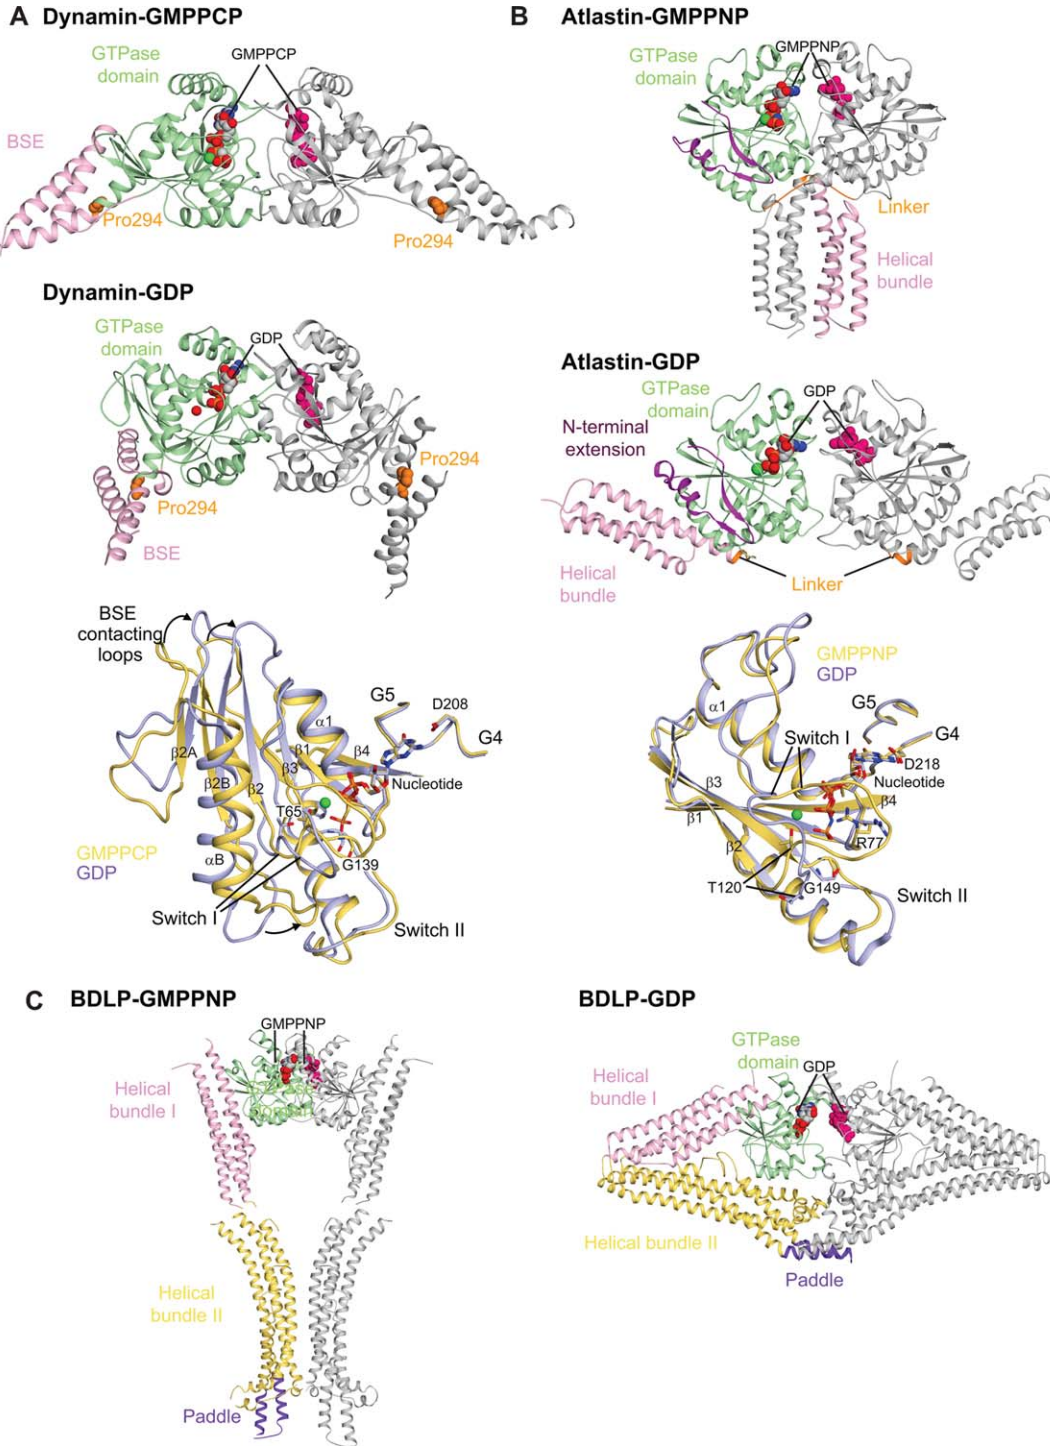 A Dynamin-GMPPCP
GTPase
domain
GMPPCP
BSE
Pro294
Pro294
Dynamin-GDP
GTPase
domain
GDP
Pro294
Pro294
BSE
BSE
contacting
loops
G5
D208
G4
α1
β1
β4
β3
β2A
β2B
β2
Nucleotide
T65
αB
G139
GMPPCP
GDP
Switch I
Switch II
B Atlastin-GMPPNP
GTPase
domain
GMPPNP
Linker
Helical
bundle
Atlastin-GDP
GTPase
domain
GDP
N-terminal
extension
Helical
bundle
Linker
GMPPNP
GDP
α1
G5
G4
Switch I
D218
Nucleotide
β3
β4
β1
β2
R77
T120
G149
Switch II
C BDLP-GMPPNP
GMPPNP
Helical
bundle I
GTPase
domain
Helical
bundle II
Paddle
BDLP-GDP
GTPase
domain
GDP
Helical
bundle I
Helical bundle II
Paddle